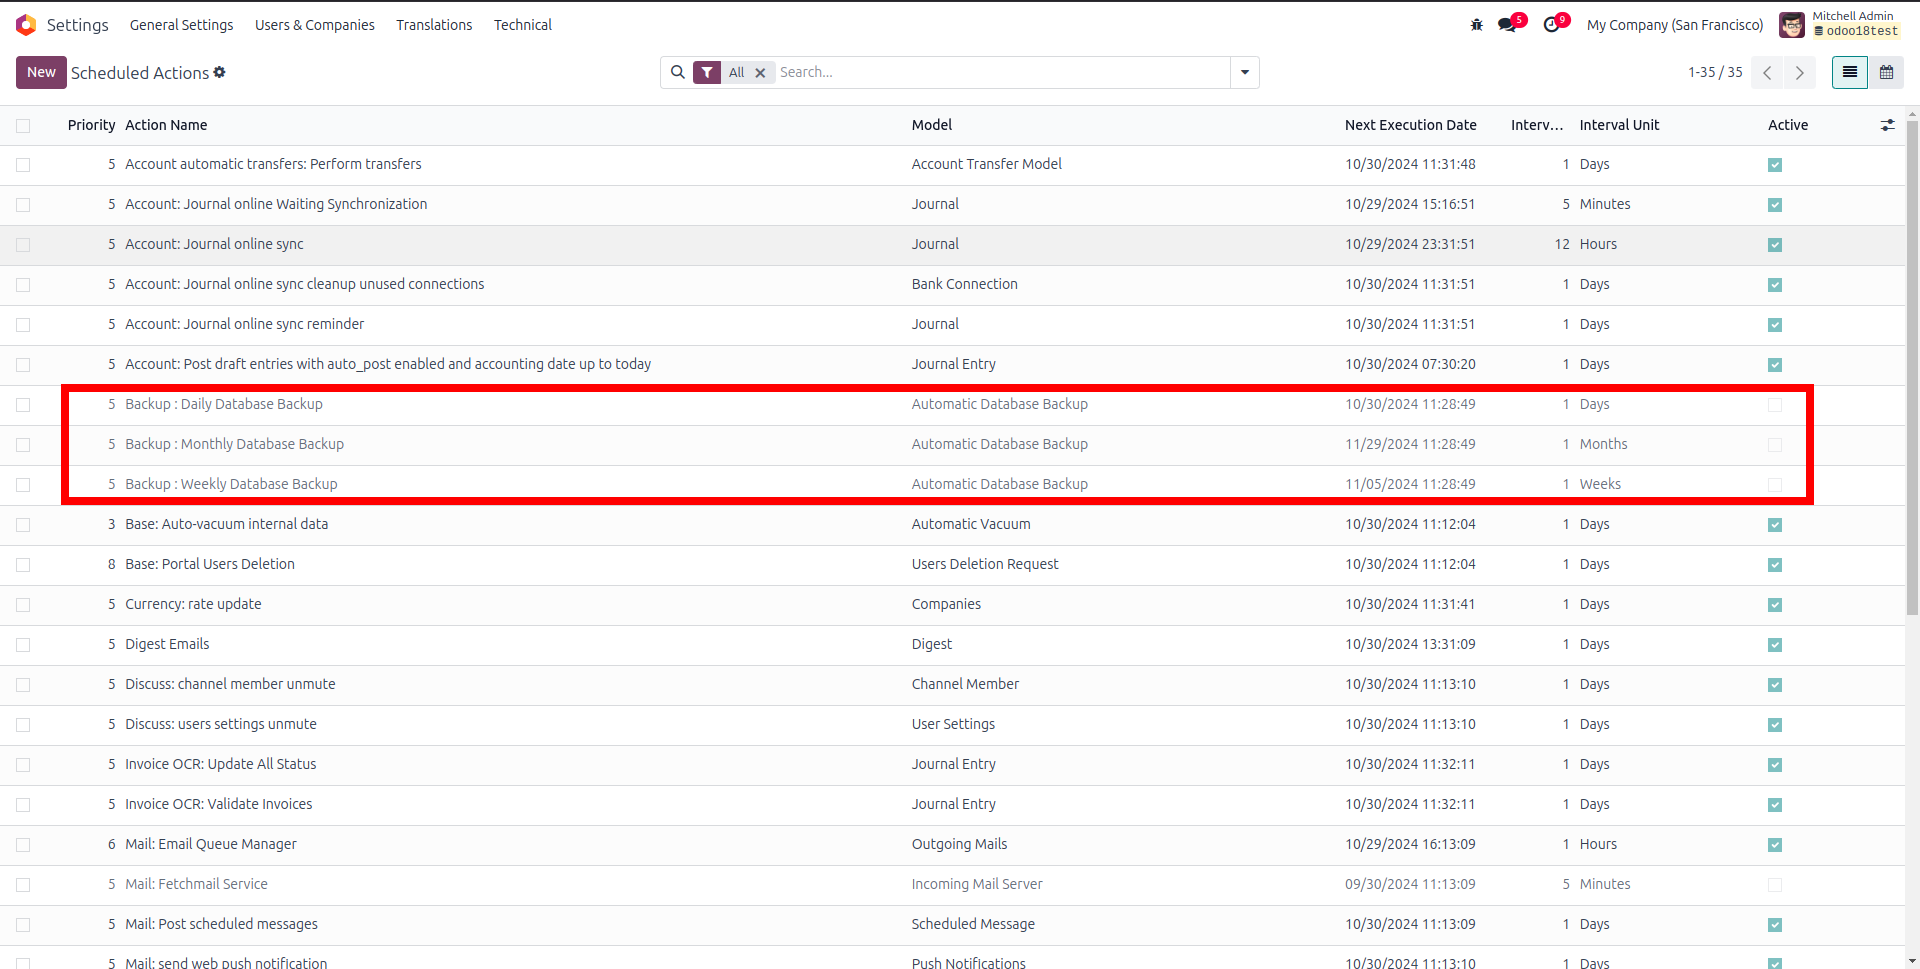 Settings General Settings Users & Companies Translations Technical 5 9 My Company (San Francisco) Mitchell Admin
odoo18test
New Scheduled Actions All Search... 1-35 / 35
Priority Action Name Model Next Execution Date Interv... Interval Unit Active
5 Account automatic transfers: Perform transfers Account Transfer Model 10/30/2024 11:31:48 1 Days
5 Account: Journal online Waiting Synchronization Journal 10/29/2024 15:16:51 5 Minutes
5 Account: Journal online sync Journal 10/29/2024 23:31:51 12 Hours
5 Account: Journal online sync cleanup unused connections Bank Connection 10/30/2024 11:31:51 1 Days
5 Account: Journal online sync reminder Journal 10/30/2024 11:31:51 1 Days
5 Account: Post draft entries with auto_post enabled and accounting date up to today Journal Entry 10/30/2024 07:30:20 1 Days
5 Backup : Daily Database Backup Automatic Database Backup 10/30/2024 11:28:49 1 Days
5 Backup : Monthly Database Backup Automatic Database Backup 11/29/2024 11:28:49 1 Months
5 Backup : Weekly Database Backup Automatic Database Backup 11/05/2024 11:28:49 1 Weeks
3 Base: Auto-vacuum internal data Automatic Vacuum 10/30/2024 11:12:04 1 Days
8 Base: Portal Users Deletion Users Deletion Request 10/30/2024 11:12:04 1 Days
5 Currency: rate update Companies 10/30/2024 11:31:41 1 Days
5 Digest Emails Digest 10/30/2024 13:31:09 1 Days
5 Discuss: channel member unmute Channel Member 10/30/2024 11:13:10 1 Days
5 Discuss: users settings unmute User Settings 10/30/2024 11:13:10 1 Days
5 Invoice OCR: Update All Status Journal Entry 10/30/2024 11:32:11 1 Days
5 Invoice OCR: Validate Invoices Journal Entry 10/30/2024 11:32:11 1 Days
6 Mail: Email Queue Manager Outgoing Mails 10/29/2024 16:13:09 1 Hours
5 Mail: Fetchmail Service Incoming Mail Server 09/30/2024 11:13:09 5 Minutes
5 Mail: Post scheduled messages Scheduled Message 10/30/2024 11:13:09 1 Days
5 Mail: send web push notification Push Notifications 10/30/2024 11:13:10 1 Days